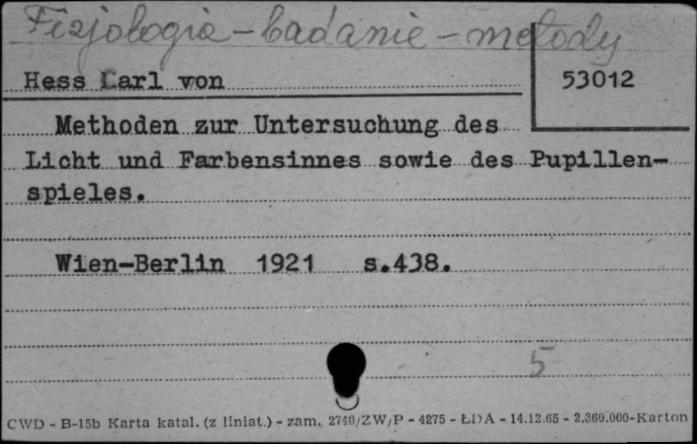 Fizjologia - badanie - metody
Hess Carl von
53012
Methoden zur Untersuchung des
Licht und Farbensinnes sowie des Pupillen-
spieles.
Wien-Berlin 1921 s.438.
5
CWD - B-15b Karta katal. (z liniat.) - zam. 2740/ZW/P - 4275 - ŁDA - 14.12.65 - 2.360.000-Karton